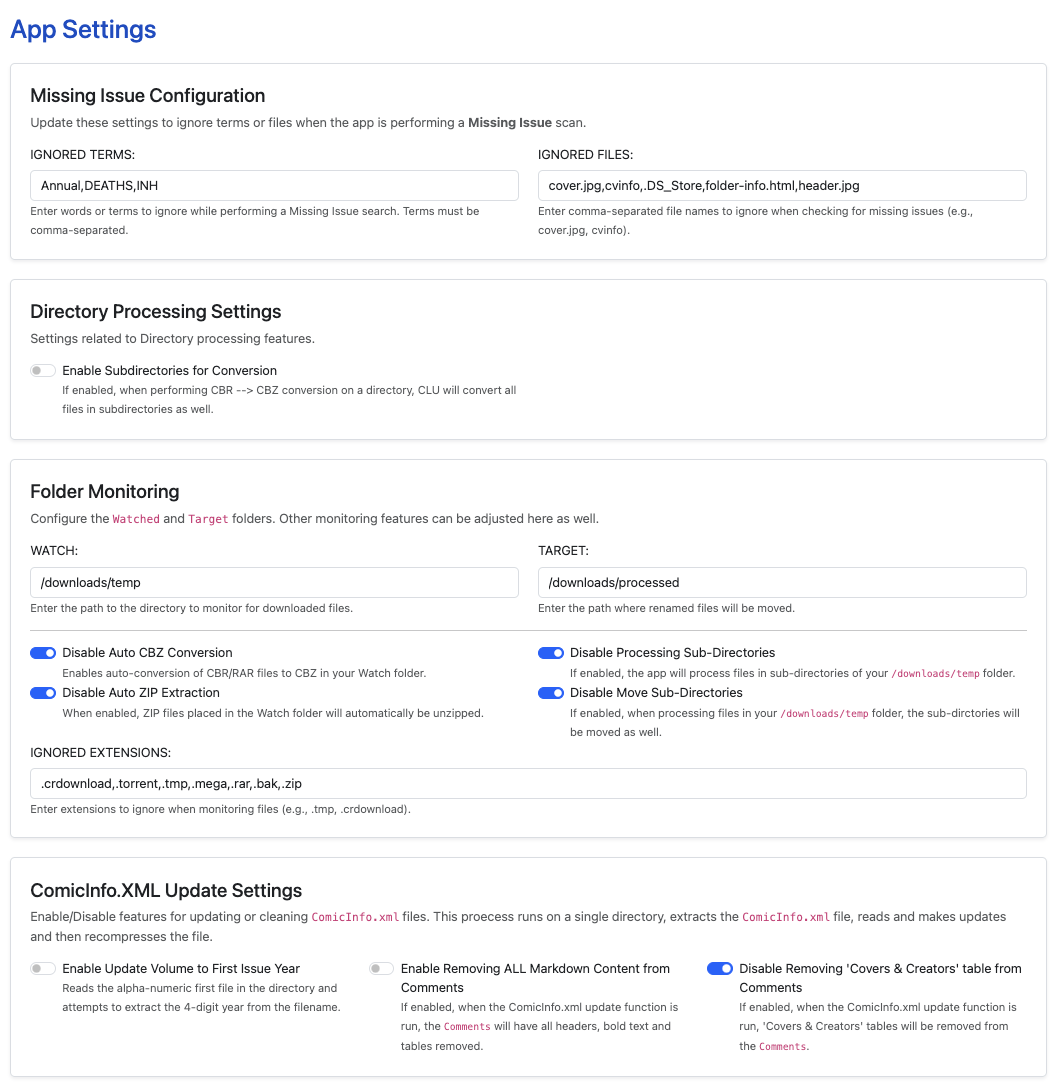 App Settings
Missing Issue Configuration
Update these settings to ignore terms or files when the app is performing a Missing Issue scan.
IGNORED TERMS:
Annual,DEATHS,INH
Enter words or terms to ignore while performing a Missing Issue search. Terms must be
comma-separated.
IGNORED FILES:
cover.jpg,cvinfo,.DS_Store,folder-info.html,header.jpg
Enter comma-separated file names to ignore when checking for missing issues (e.g.,
cover.jpg, cvinfo).
Directory Processing Settings
Settings related to Directory processing features.
Enable Subdirectories for Conversion
If enabled, when performing CBR --> CBZ conversion on a directory, CLU will convert all
files in subdirectories as well.
Folder Monitoring
Configure the Watched and Target folders. Other monitoring features can be adjusted here as well.
WATCH:
/downloads/temp
Enter the path to the directory to monitor for downloaded files.
TARGET:
/downloads/processed
Enter the path where renamed files will be moved.
Disable Auto CBZ Conversion
Enables auto-conversion of CBR/RAR files to CBZ in your Watch folder.
Disable Processing Sub-Directories
If enabled, the app will process files in sub-directories of your /downloads/temp folder.
Disable Auto ZIP Extraction
When enabled, ZIP files placed in the Watch folder will automatically be unzipped.
Disable Move Sub-Directories
If enabled, when processing files in your /downloads/temp folder, the sub-dirctories will
be moved as well.
IGNORED EXTENSIONS:
.crdownload,.torrent,.tmp,.mega,.rar,.bak,.zip
Enter extensions to ignore when monitoring files (e.g., .tmp, .crdownload).
ComicInfo.XML Update Settings
Enable/Disable features for updating or cleaning ComicInfo.xml files. This proecess runs on a single directory, extracts the ComicInfo.xml file, reads and makes updates
and then recompresses the file.
Enable Update Volume to First Issue Year
Reads the alpha-numeric first file in the directory and
attempts to extract the 4-digit year from the filename.
Enable Removing ALL Markdown Content from
Comments
If enabled, when the ComicInfo.xml update function is
run, the Comments will have all headers, bold text and
tables removed.
Disable Removing 'Covers & Creators' table from
Comments
If enabled, when the ComicInfo.xml update function is
run, 'Covers & Creators' tables will be removed from
the Comments.